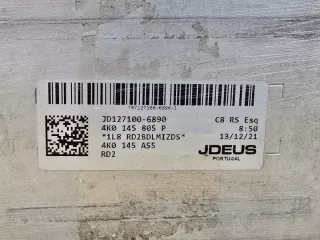 JD127100-6890
4K0 145 805 P
*1L8 RD2BDLMIZDS*
4K0 145 A55
RD2
C8 RS Esq
8:50
13/12/21
JDEUS
PORTUGAL